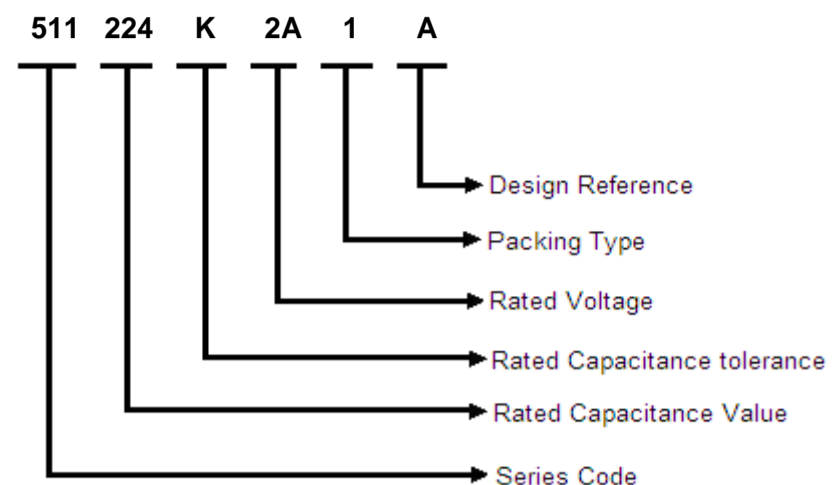 511 224 K 2A 1 A
Design Reference
Packing Type
Rated Voltage
Rated Capacitance tolerance
Rated Capacitance Value
Series Code